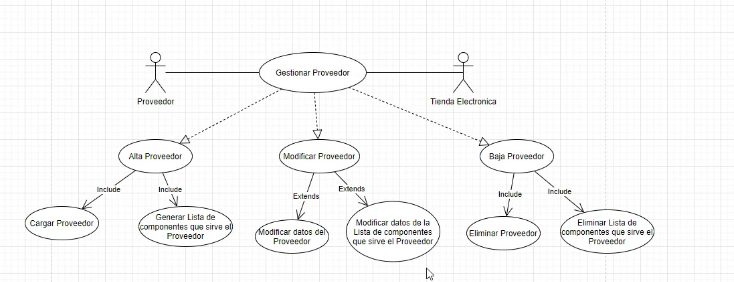 Gestionar Proveedor
Proveedor
Tienda Electronica
Alta Proveedor
Modificar Proveedor
Baja Proveedor
Include
Include
Extends
Extends
Include
Include
Cargar Proveedor
Generar Lista de
componentes que sirve el
Proveedor
Modificar datos del
Proveedor
Modificar datos de la
Lista de componentes
que sirve el Proveedor
Eliminar Proveedor
Eliminar Lista de
componentes que sirve el
Proveedor